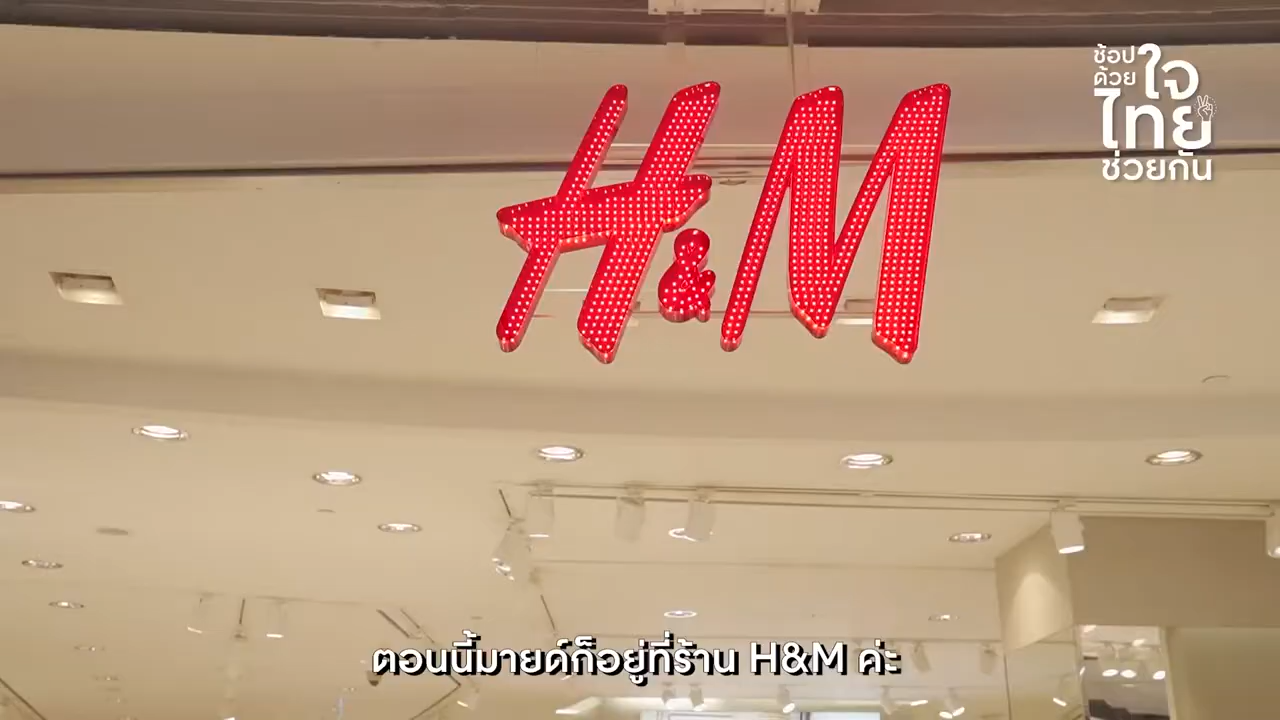 H&M
ช้อป
ด้วย ใจ
ไทย
ช่วยกัน
ตอนนี้มายด์ก็อยู่ที่ร้าน H&M ค่ะ